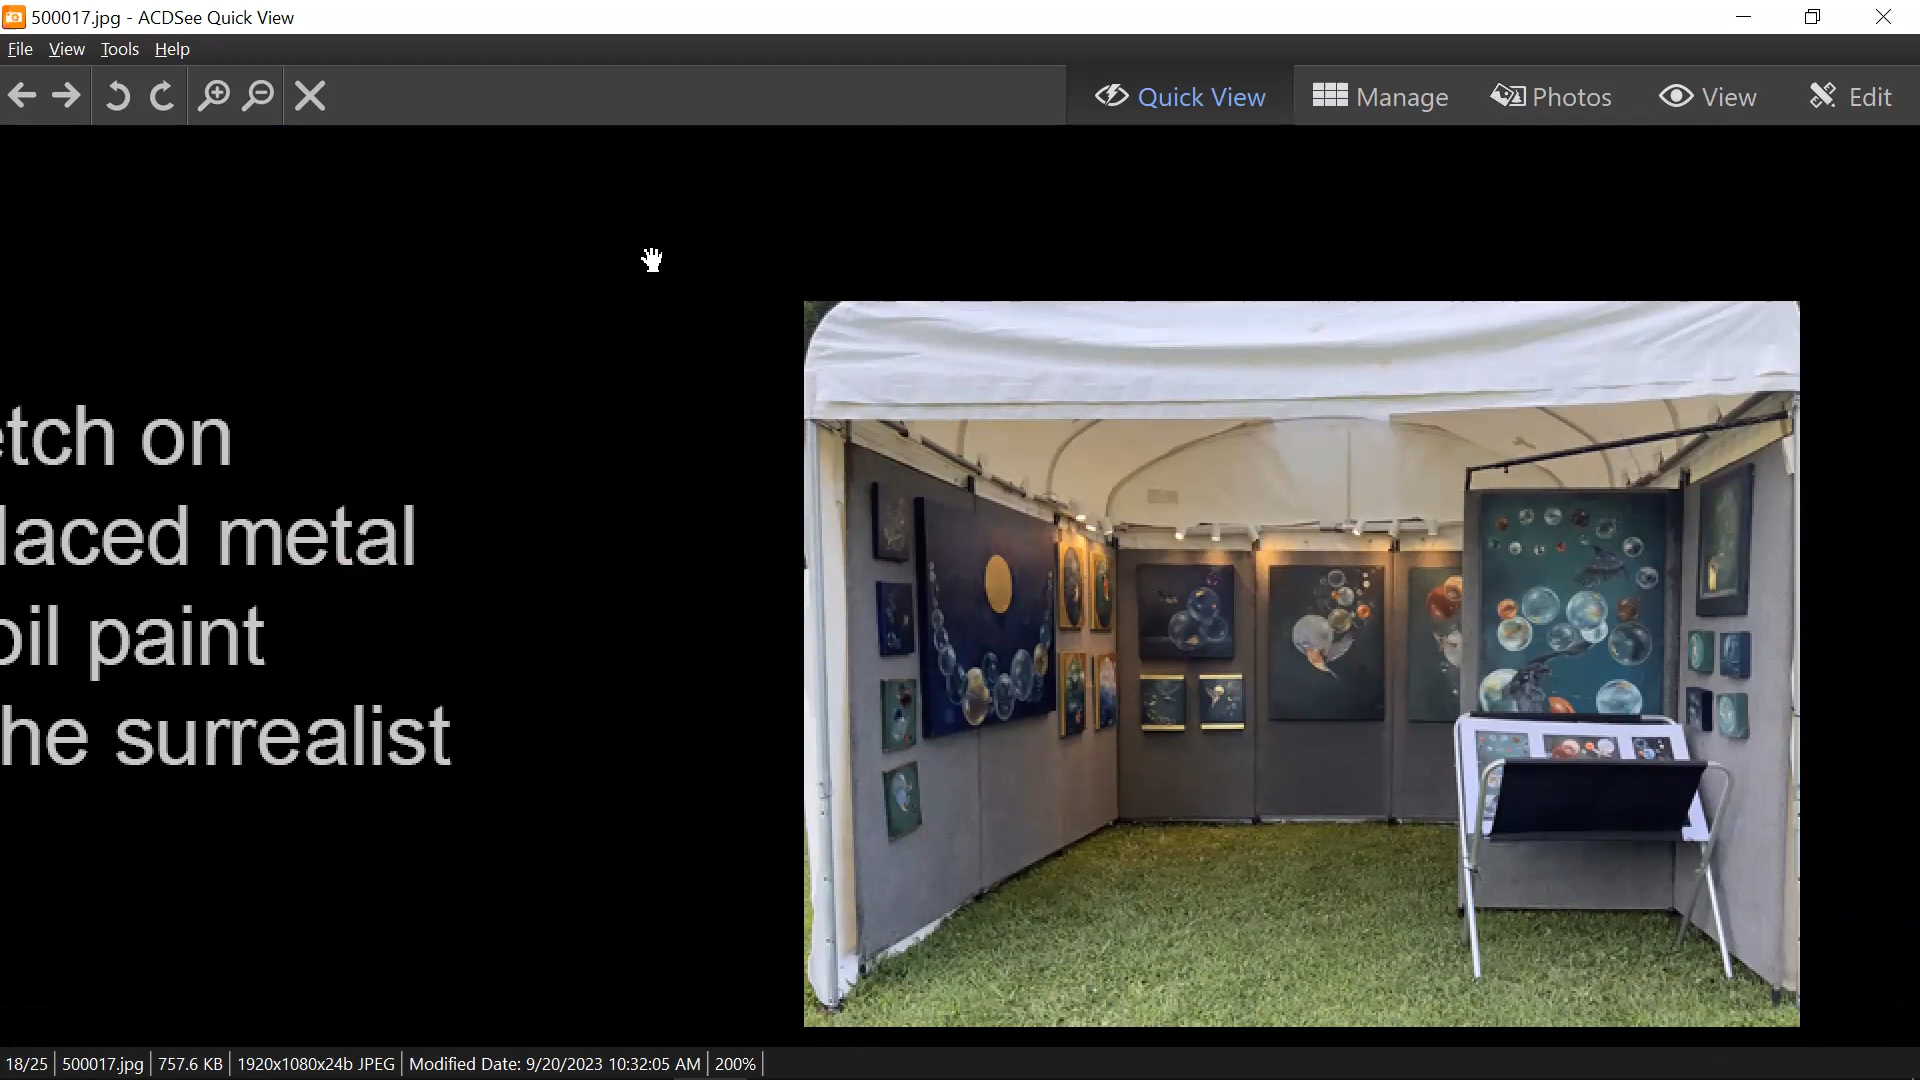 500017.jpg - ACDSee Quick View
File View Tools Help
Quick View Manage Photos View Edit
etch on
laced metal
oil paint
he surrealist
18/25 500017.jpg 757.6 KB 1920x1080x24b JPEG Modified Date: 9/20/2023 10:32:05 AM 200%